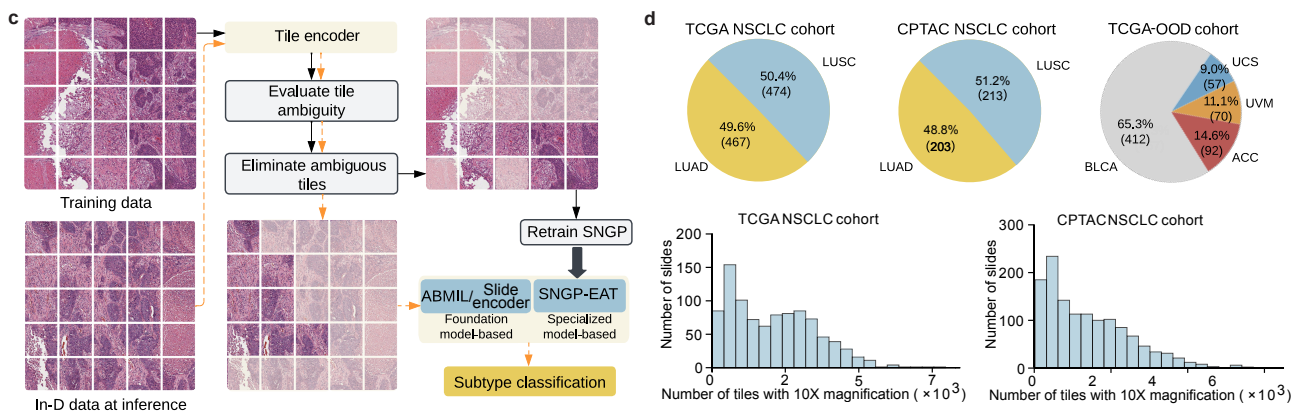 c
Tile encoder
Evaluate tile
ambiguity
Eliminate ambiguous
tiles
Training data
Retrain SNGP
ABMIL/Slide
encoder
SNGP-EAT
Foundation
model-based
Specialized
model-based
Subtype classification
In-D data at inference
d
TCGA NSCLC cohort
LUSC
50.4%
(474)
49.6%
(467)
LUAD
CPTAC NSCLC cohort
LUSC
51.2%
(213)
48.8%
(203)
LUAD
TCGA-OOD cohort
UCS
9.0%
(57)
UVM
11.1%
(70)
65.3%
(412)
14.6%
(92)
BLCA
ACC
TCGA NSCLC cohort
Number of slides
200
150
100
50
0
0 2 5 7
Number of tiles with 10X magnification (×10³)
CPTAC NSCLC cohort
Number of slides
300
200
100
0
0 2 4 6
Number of tiles with 10X magnification (×10³)